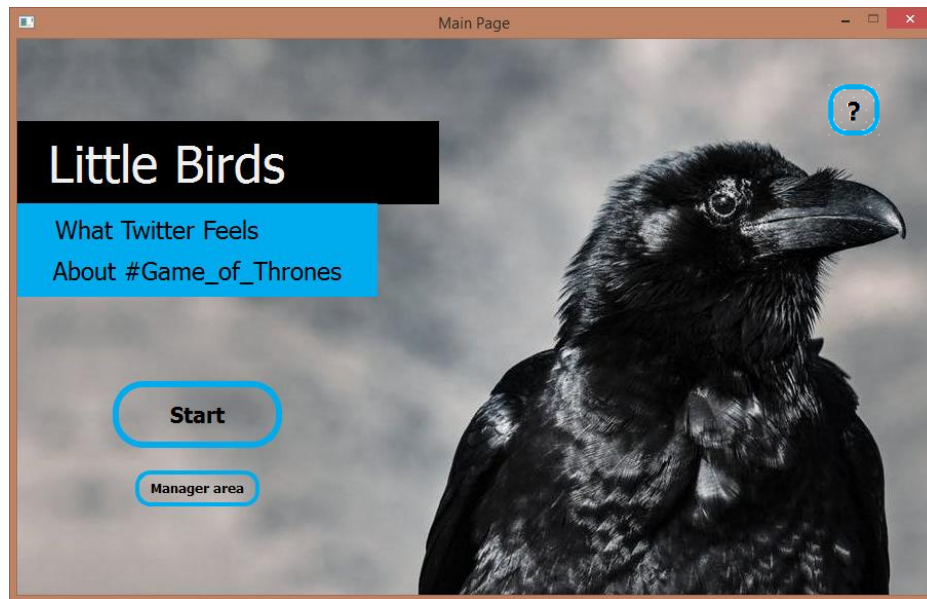 Main Page
?
Little Birds
What Twitter Feels
About #Game_of_Thrones
Start
Manager area